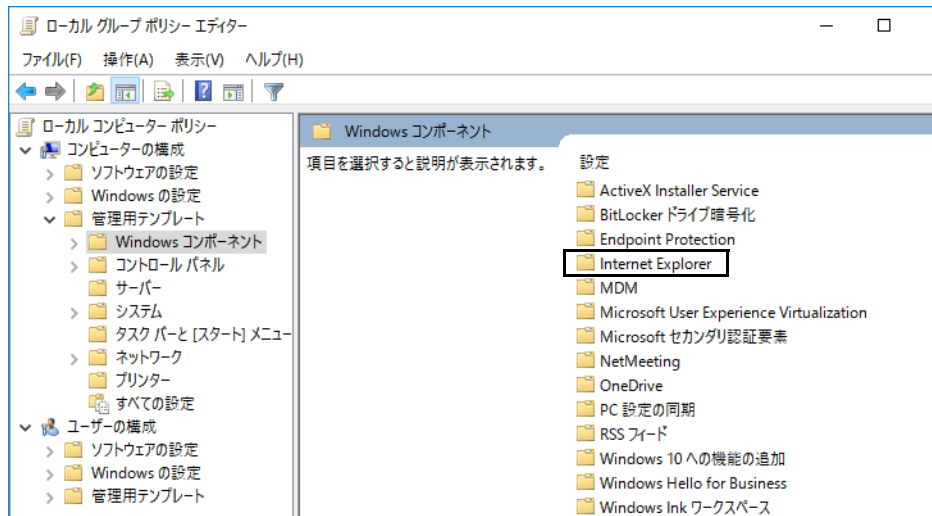 ローカル グループ ポリシー エディター
ファイル(F) 操作(A) 表示(V) ヘルプ(H)
ローカル コンピューター ポリシー
コンピューターの構成
ソフトウェアの設定
Windows の設定
管理用テンプレート
Windows コンポーネント
コントロール パネル
サーバー
システム
タスク バーと [スタート] メニュー
ネットワーク
プリンター
すべての設定
ユーザーの構成
ソフトウェアの設定
Windows の設定
管理用テンプレート
Windows コンポーネント
項目を選択すると説明が表示されます。
設定
ActiveX Installer Service
BitLocker ドライブ暗号化
Endpoint Protection
Internet Explorer
MDM
Microsoft User Experience Virtualization
Microsoft セカンダリ認証要素
NetMeeting
OneDrive
PC 設定の同期
RSS フィード
Windows 10 への機能の追加
Windows Hello for Business
Windows Ink ワークスペース